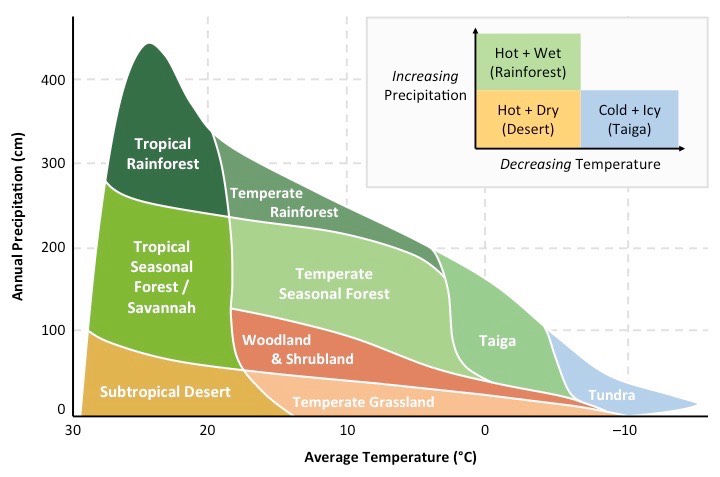 Annual Precipitation (cm)
400
300
200
100
0
30
20
10
0
–10
Average Temperature (°C)
Tropical
Rainforest
Temperate
Rainforest
Tropical
Seasonal
Forest /
Savannah
Temperate
Seasonal Forest
Woodland
& Shrubland
Taiga
Subtropical Desert
Temperate Grassland
Tundra
Increasing
Precipitation
Hot + Wet
(Rainforest)
Hot + Dry
(Desert)
Cold + Icy
(Taiga)
Decreasing Temperature